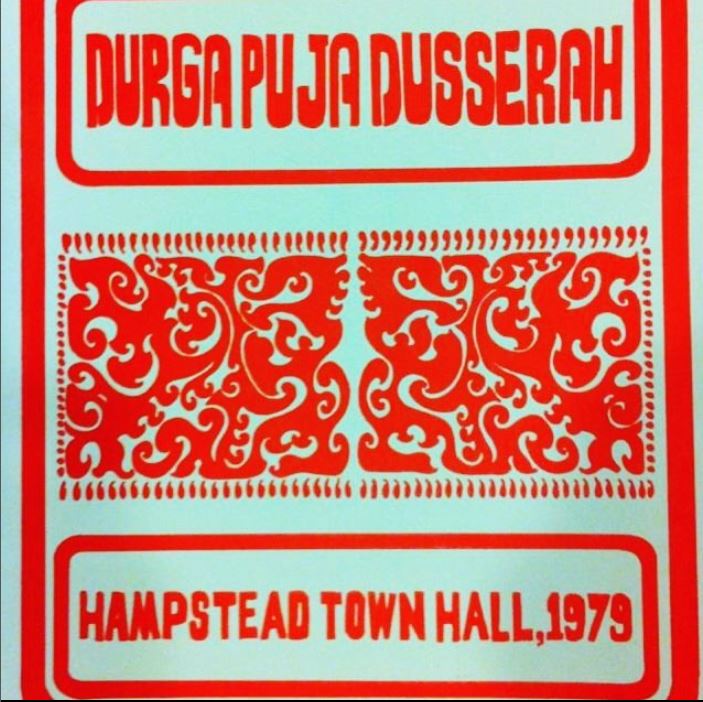 DURGA PUJA DUSSERAH
HAMPSTEAD TOWN HALL,1979